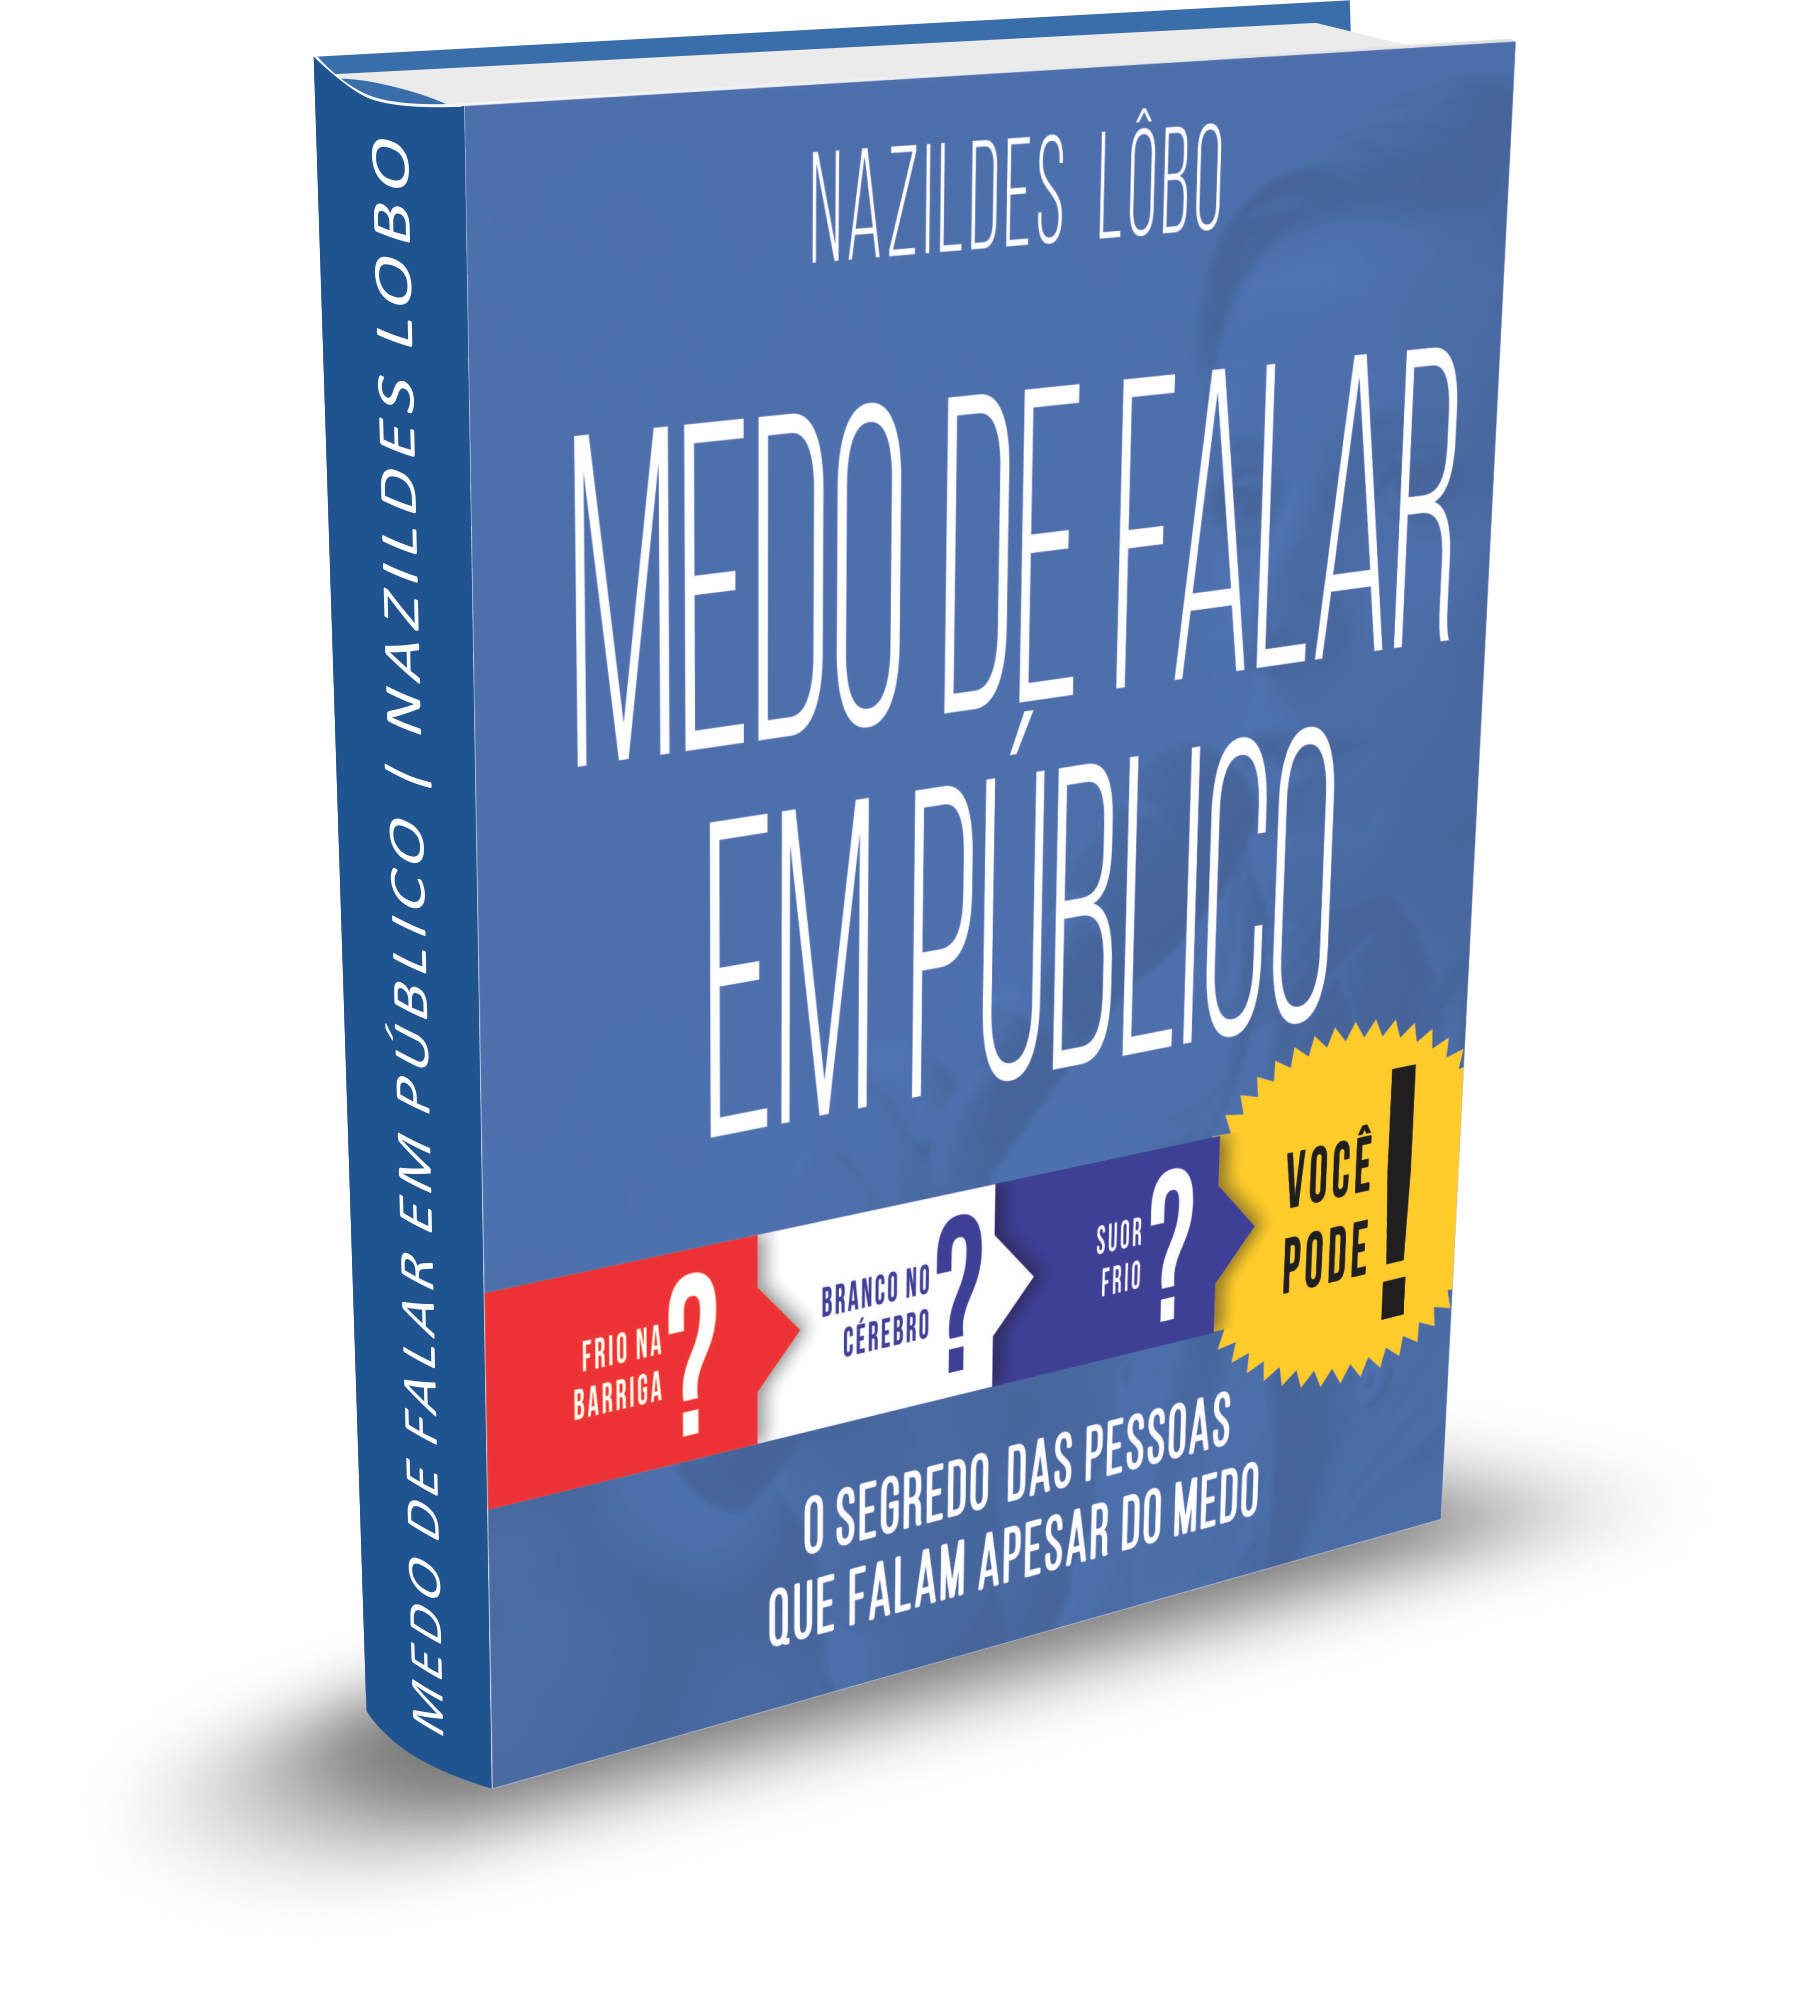 NAZILDES LÔBO
MEDO DE FALAR
EM PÚBLICO
FRIO NA
BARRIGA ?
BRANCO NO
CÉREBRO ?
SUOR
FRIO ?
VOCÊ
PODE !
O SEGREDO DAS PESSOAS
QUE FALAM APESAR DO MEDO
MEDO DE FALAR EM PÚBLICO | NAZILDES LOBO